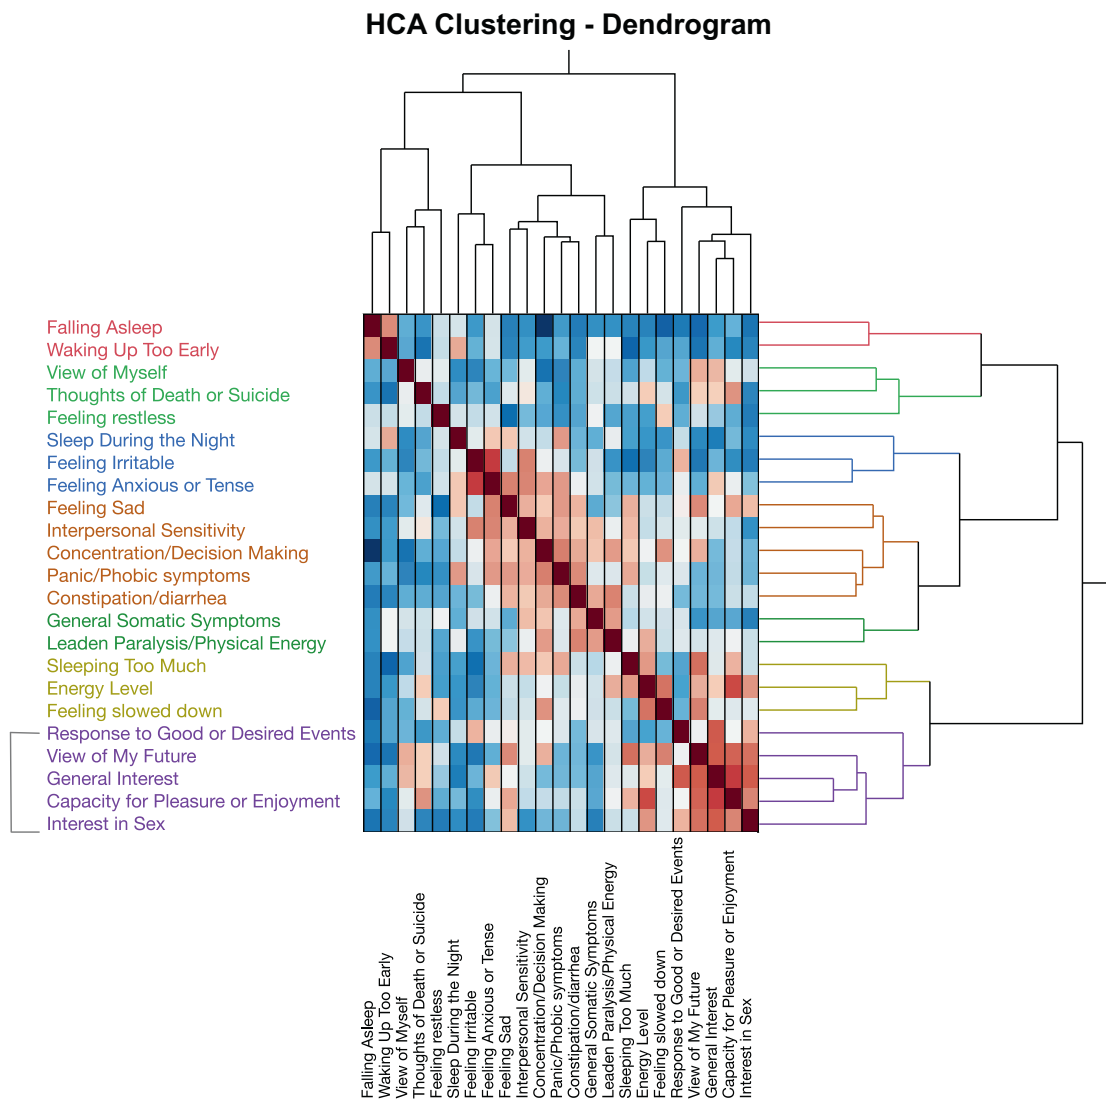 HCA Clustering - Dendrogram
Falling Asleep
Waking Up Too Early
View of Myself
Thoughts of Death or Suicide
Feeling restless
Sleep During the Night
Feeling Irritable
Feeling Anxious or Tense
Feeling Sad
Interpersonal Sensitivity
Concentration/Decision Making
Panic/Phobic symptoms
Constipation/diarrhea
General Somatic Symptoms
Leaden Paralysis/Physical Energy
Sleeping Too Much
Energy Level
Feeling slowed down
Response to Good or Desired Events
View of My Future
General Interest
Capacity for Pleasure or Enjoyment
Interest in Sex
Falling Asleep
Waking Up Too Early
View of Myself
Thoughts of Death or Suicide
Feeling restless
Sleep During the Night
Feeling Irritable
Feeling Anxious or Tense
Feeling Sad
Interpersonal Sensitivity
Concentration/Decision Making
Panic/Phobic symptoms
Constipation/diarrhea
General Somatic Symptoms
Leaden Paralysis/Physical Energy
Sleeping Too Much
Energy Level
Feeling slowed down
Response to Good or Desired Events
View of My Future
General Interest
Capacity for Pleasure or Enjoyment
Interest in Sex